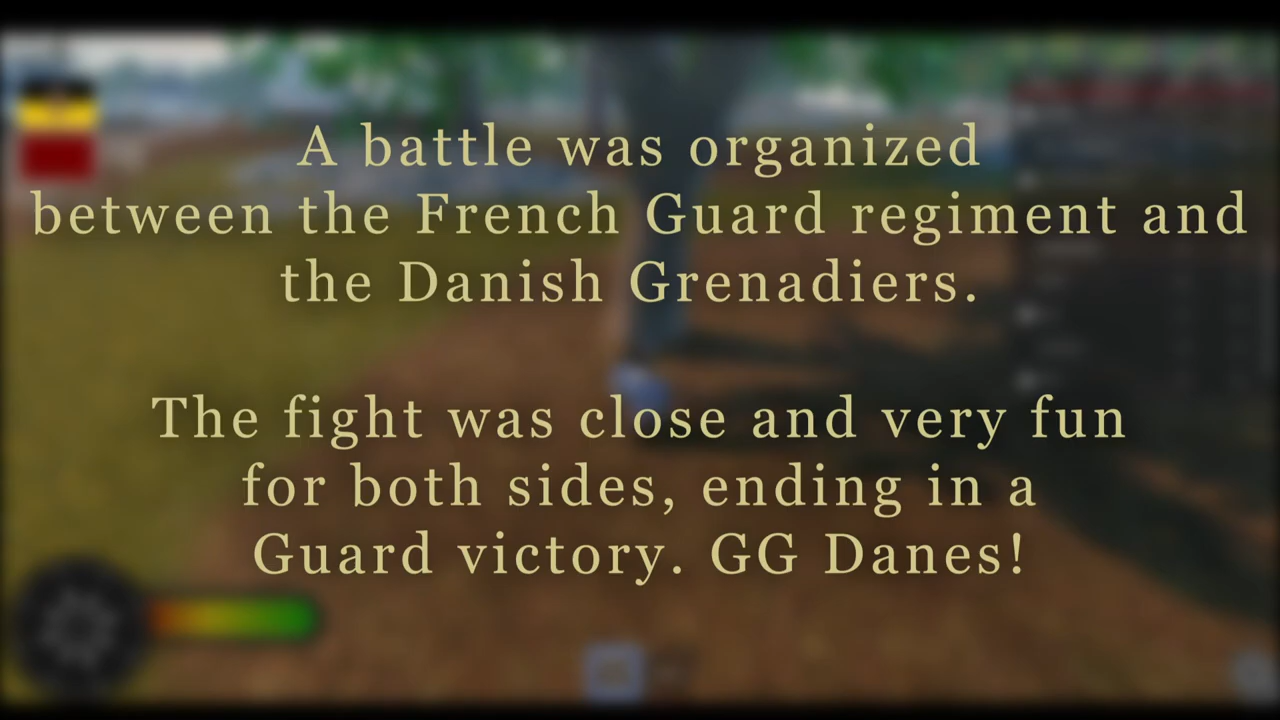 A battle was organized
between the French Guard regiment and
the Danish Grenadiers.
The fight was close and very fun
for both sides, ending in a
Guard victory. GG Danes!